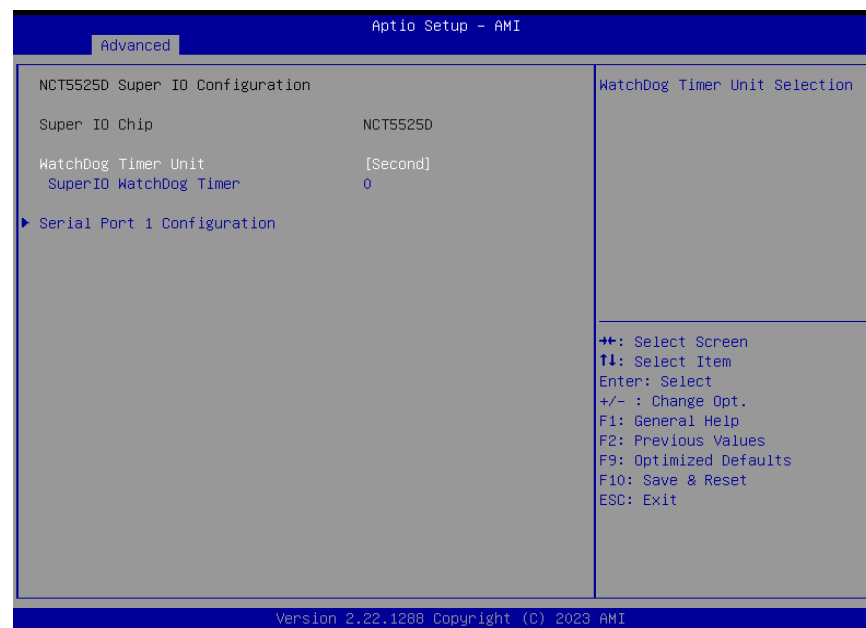 Aptio Setup – AMI
Advanced
NCT5525D Super IO Configuration
Super IO Chip NCT5525D
WatchDog Timer Unit [Second]
SuperIO WatchDog Timer 0
Serial Port 1 Configuration
WatchDog Timer Unit Selection
→←: Select Screen
↑↓: Select Item
Enter: Select
+/- : Change Opt.
F1: General Help
F2: Previous Values
F9: Optimized Defaults
F10: Save & Reset
ESC: Exit
Version 2.22.1288 Copyright (C) 2023 AMI